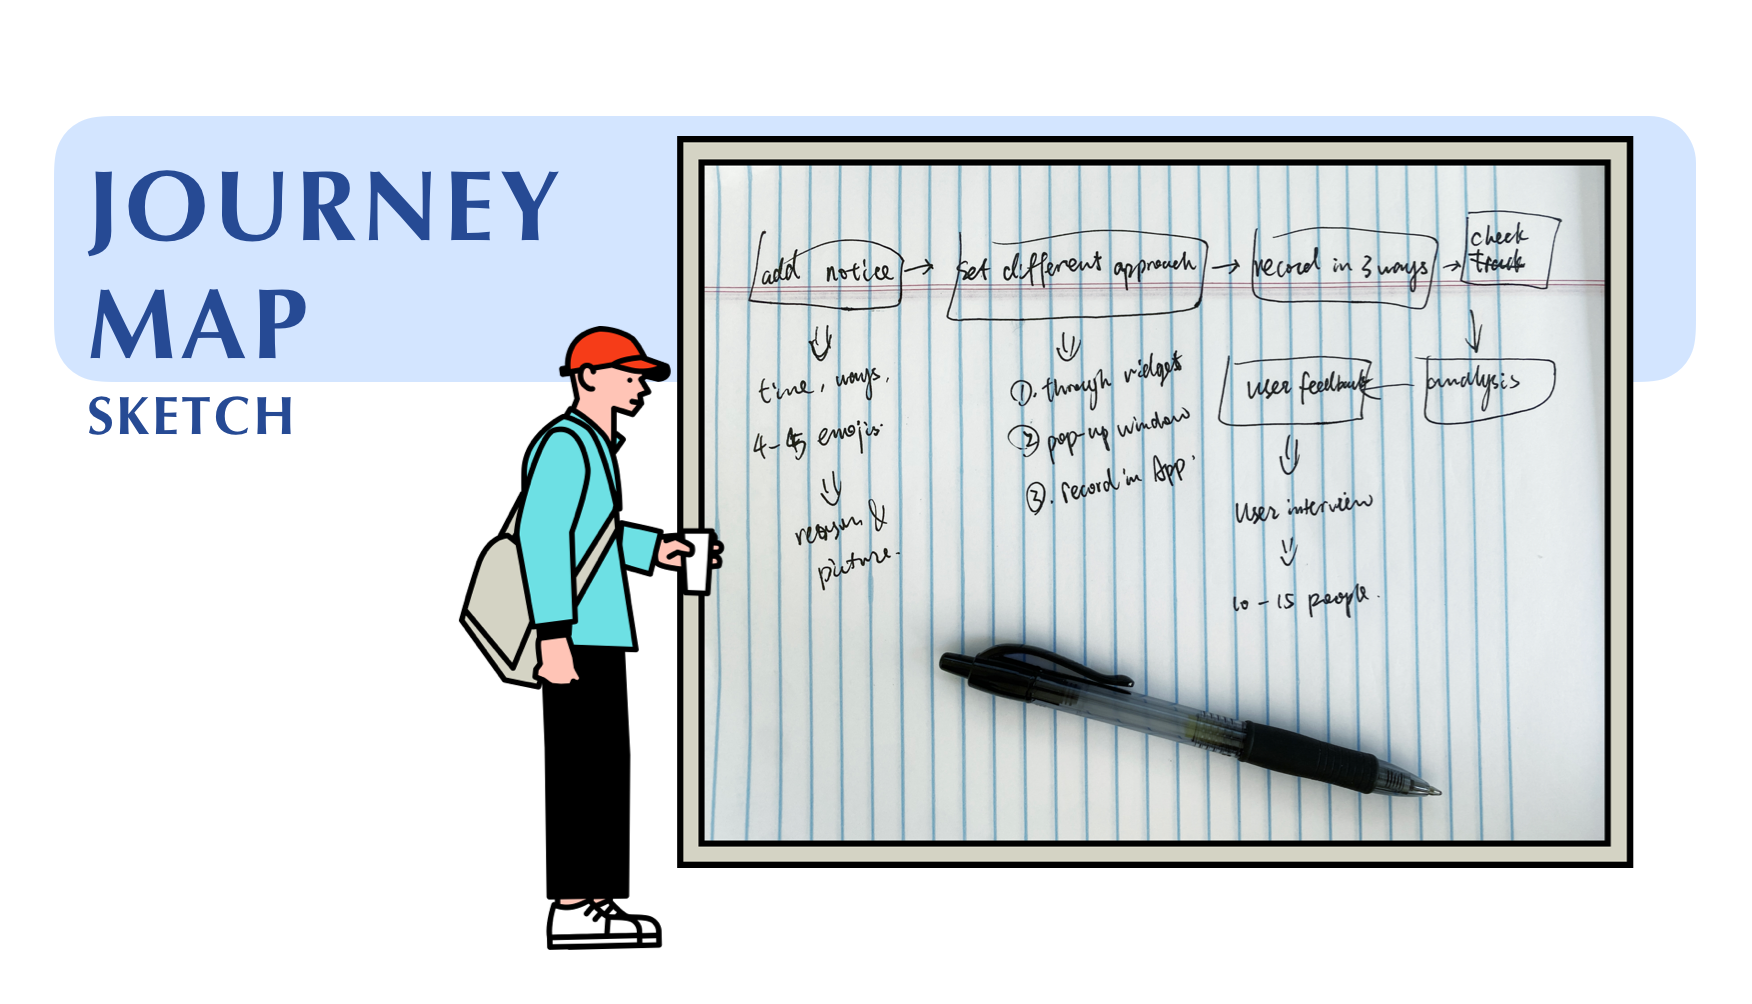 JOURNEY
MAP
SKETCH
add notice
set different approach
record in 3 ways
check
track
time, ways,
4-5 emojis.
reason &
picture.
①. through widgets
② pop-up window
③. record in App.
user feedback
analysis
User interview
10-15 people.